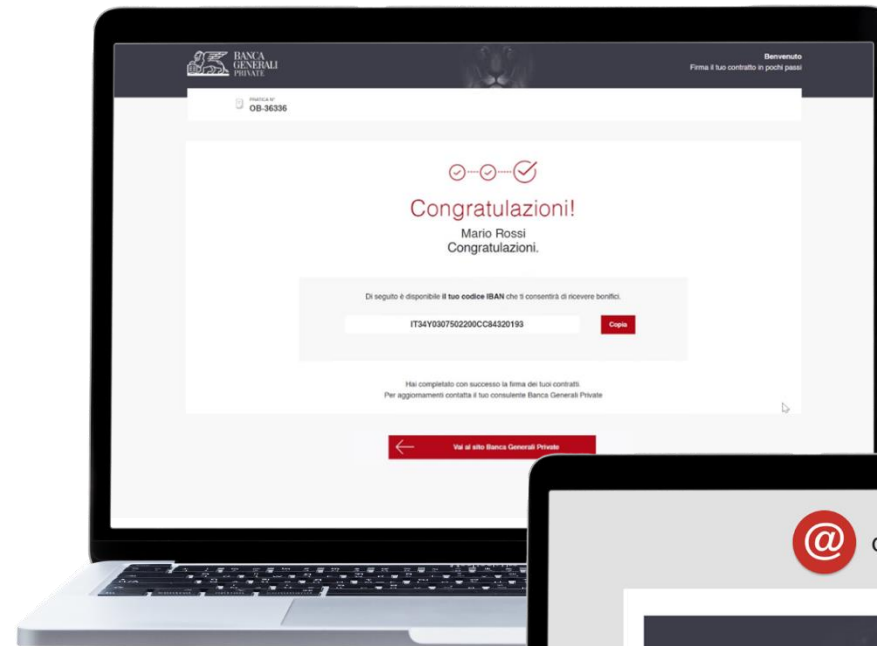 BANCA
GENERALI
PRIVATE
Benvenuto
Firma il tuo contratto in pochi passi
PRATICA N°
OB-36336
Congratulazioni!
Mario Rossi
Congratulazioni.
Di seguito è disponibile il tuo codice IBAN che ti consentirà di ricevere bonifici.
IT34Y0307502200CC84320193
Copia
Hai completato con successo la firma dei tuoi contratti.
Per aggiornamenti contatta il tuo consulente Banca Generali Private
Vai al sito Banca Generali Private
@